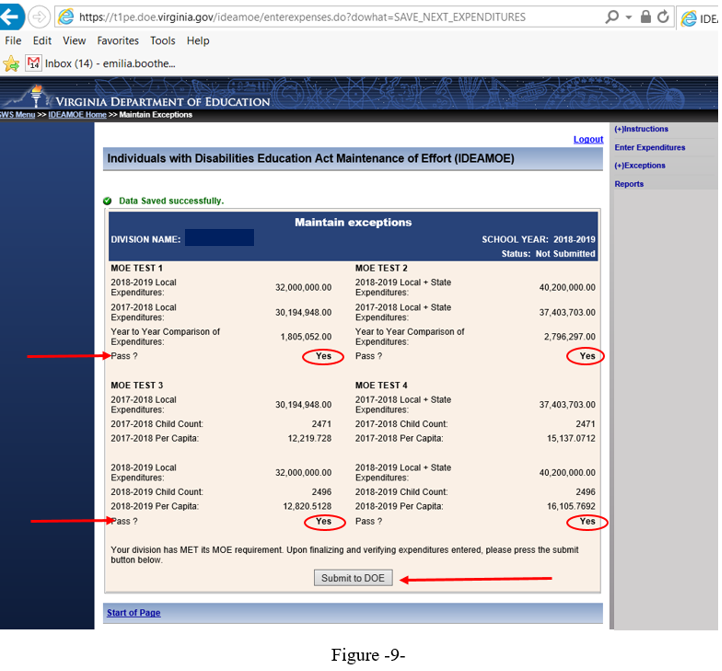 https://t1pe.doe.virginia.gov/ideamoe/enterexpenses.do?dowhat=SAVE_NEXT_EXPENDITURES
IDEA
File Edit View Favorites Tools Help
Inbox (14) - emilia.boothe...
VIRGINIA DEPARTMENT OF EDUCATION
SWS Menu >> IDEAMOE Home >> Maintain Exceptions
(+)Instructions
Logout
Enter Expenditures
Individuals with Disabilities Education Act Maintenance of Effort (IDEAMOE)
(+)Exceptions
Reports
Data Saved successfully.
Maintain exceptions
DIVISION NAME:
SCHOOL YEAR: 2018-2019
Status: Not Submitted
MOE TEST 1
2018-2019 Local
Expenditures:
32,000,000.00
2017-2018 Local
Expenditures:
30,194,948.00
Year to Year Comparison of
Expenditures:
1,805,052.00
Pass ? Yes
MOE TEST 2
2018-2019 Local + State
Expenditures:
40,200,000.00
2017-2018 Local + State
Expenditures:
37,403,703.00
Year to Year Comparison of
Expenditures:
2,796,297.00
Pass ? Yes
MOE TEST 3
2017-2018 Local
Expenditures:
30,194,948.00
2017-2018 Child Count: 2471
2017-2018 Per Capita: 12,219.728
2018-2019 Local
Expenditures:
32,000,000.00
2018-2019 Child Count: 2496
2018-2019 Per Capita: 12,820.5128
Pass ? Yes
MOE TEST 4
2017-2018 Local + State
Expenditures:
37,403,703.00
2017-2018 Child Count: 2471
2017-2018 Per Capita: 15,137.0712
2018-2019 Local + State
Expenditures:
40,200,000.00
2018-2019 Child Count: 2496
2018-2019 Per Capita: 16,105.7692
Pass ? Yes
Your division has MET its MOE requirement. Upon finalizing and verifying expenditures entered, please press the submit
button below.
Submit to DOE
Start of Page
Figure -9-